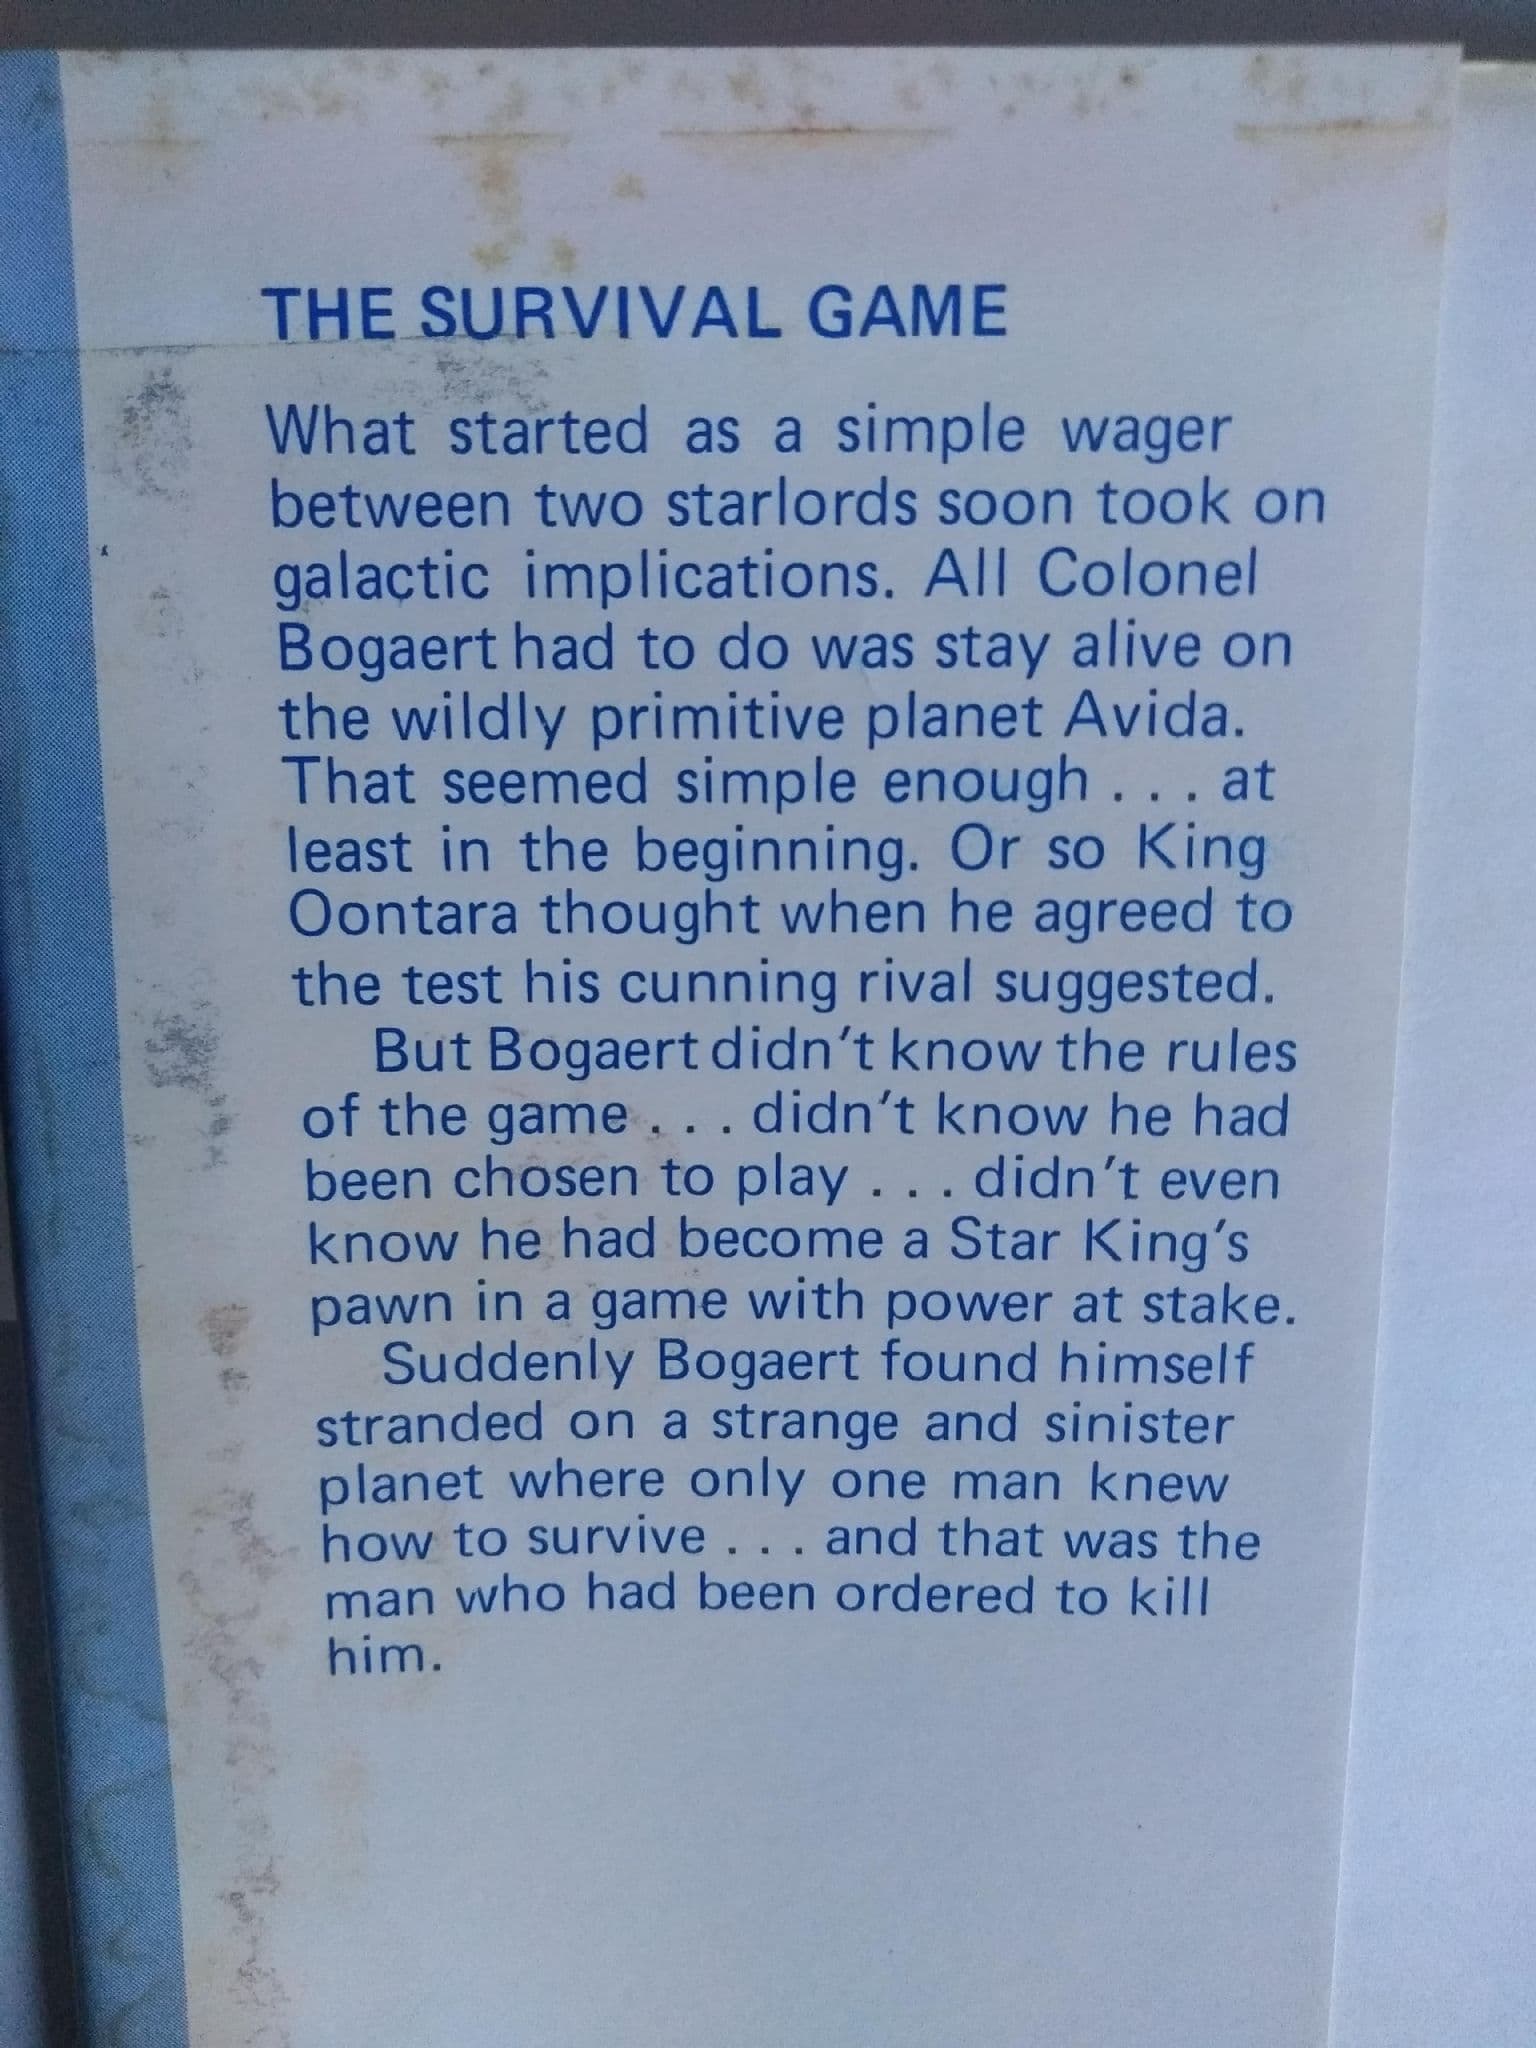 THE SURVIVAL GAME
What started as a simple wager
between two starlords soon took on
galactic implications. All Colonel
Bogaert had to do was stay alive on
the wildly primitive planet Avida.
That seemed simple enough . . . at
least in the beginning. Or so King
Oontara thought when he agreed to
the test his cunning rival suggested.
But Bogaert didn't know the rules
of the game . . . didn't know he had
been chosen to play . . . didn't even
know he had become a Star King's
pawn in a game with power at stake.
Suddenly Bogaert found himself
stranded on a strange and sinister
planet where only one man knew
how to survive . . . and that was the
man who had been ordered to kill
him.